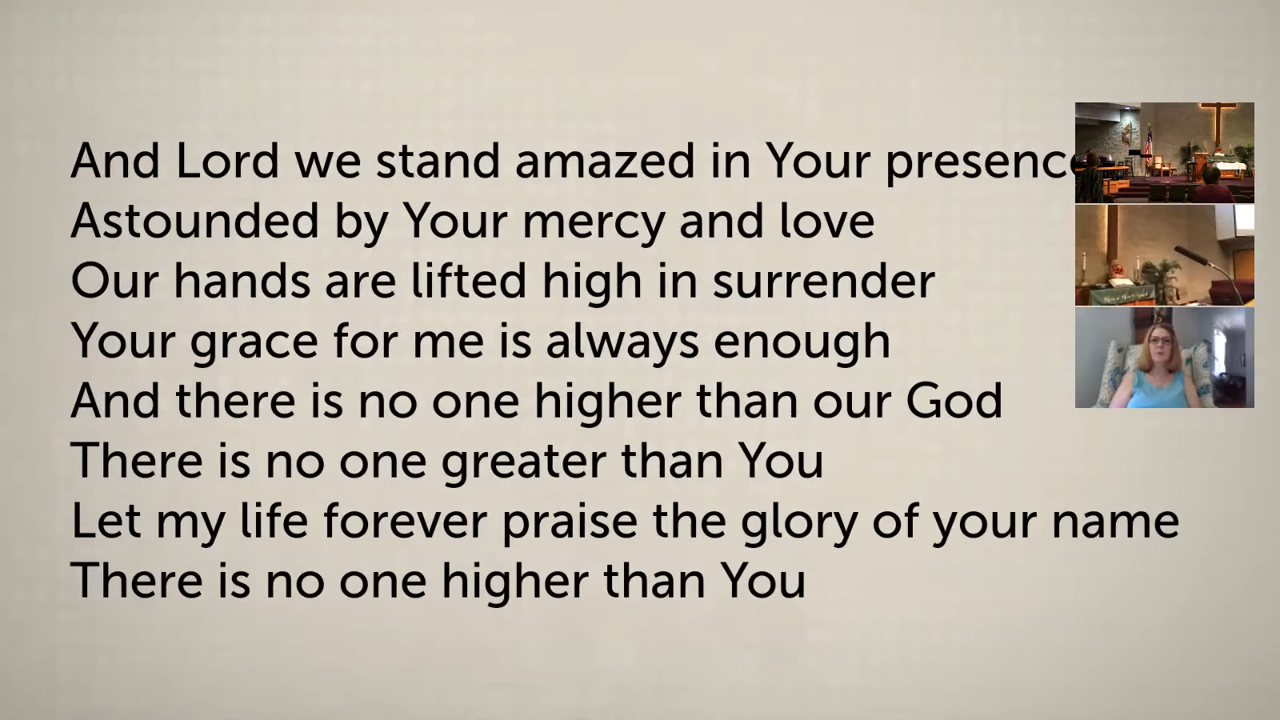 And Lord we stand amazed in Your presence
Astounded by Your mercy and love
Our hands are lifted high in surrender
Your grace for me is always enough
And there is no one higher than our God
There is no one greater than You
Let my life forever praise the glory of your name
There is no one higher than You